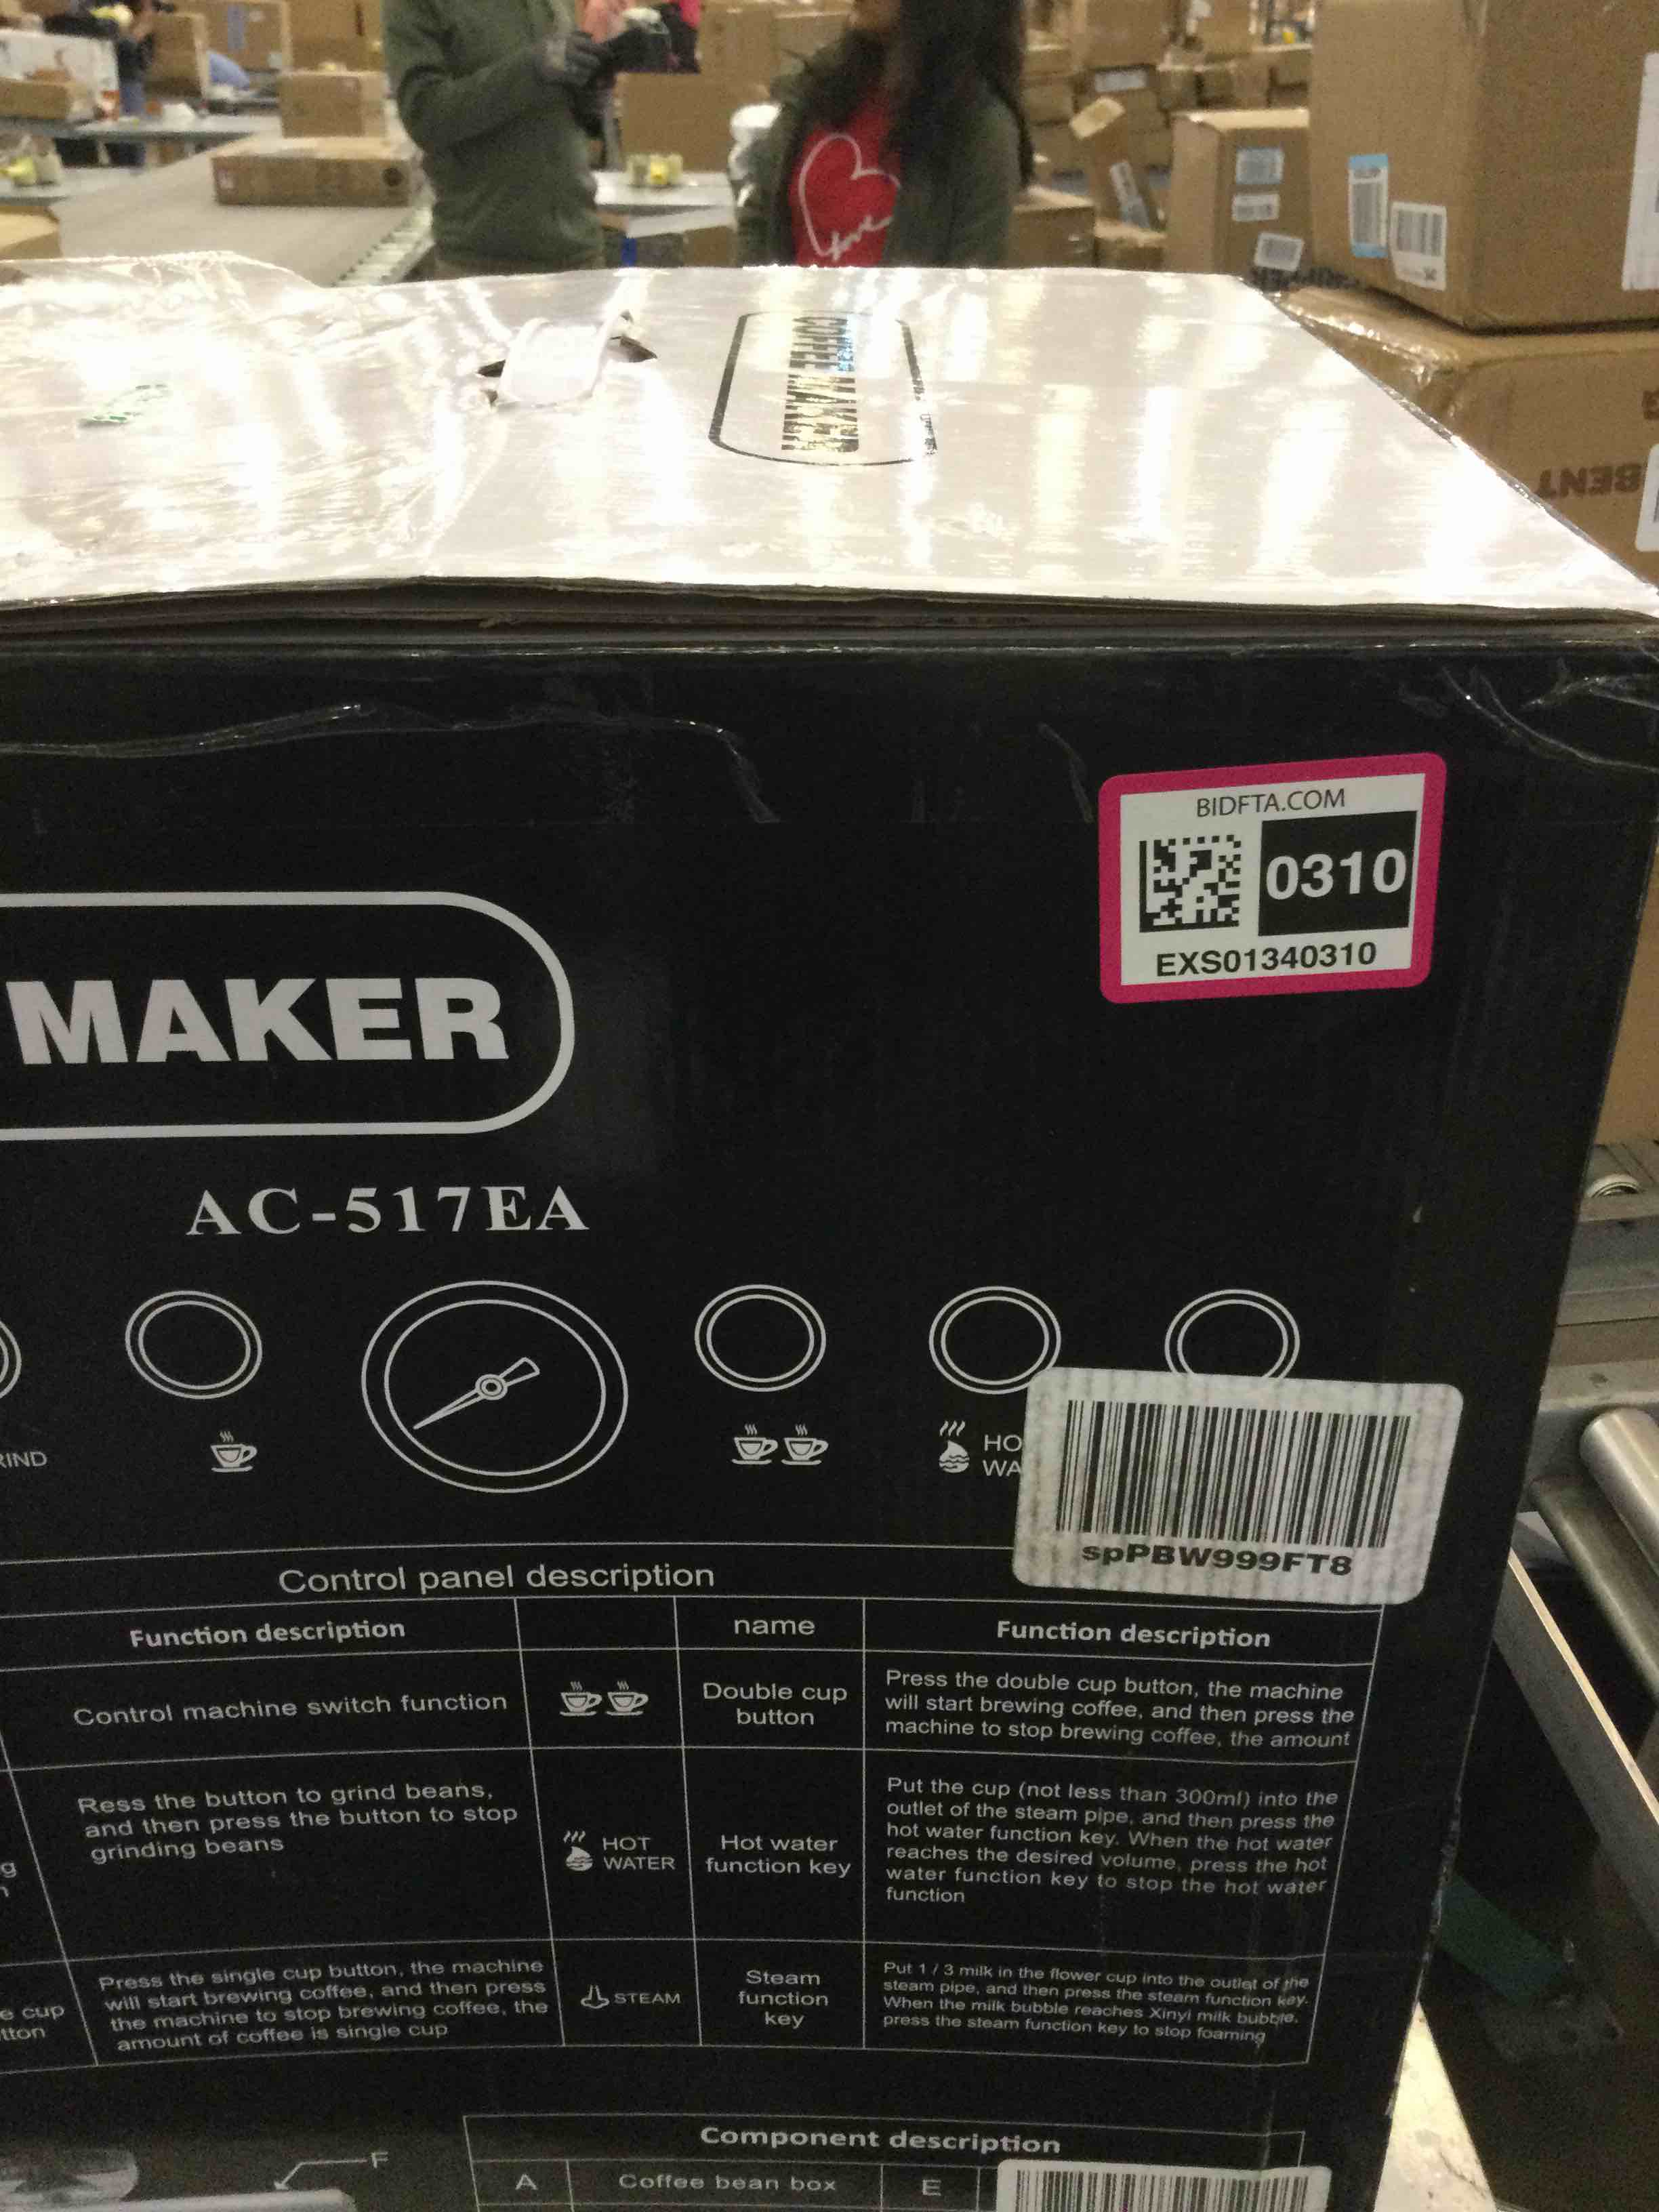 love
COFFEE MAKER
BENT
BIDFTA.COM
0310
EXS01340310
MAKER
AC-517EA
HO
WA
spPBW999FT8
Control panel description
Function description
name
Function description
Control machine switch function
Double cup
button
Press the double cup button, the machine
will start brewing coffee, and then press the
machine to stop brewing coffee, the amount
Ress the button to grind beans,
and then press the button to stop
grinding beans
HOT
WATER
Hot water
function key
Put the cup (not less than 300ml) into the
outlet of the steam pipe, and then press the
hot water function key. When the hot water
reaches the desired volume, press the hot
water function key to stop the hot water
function
e cup
tton
Press the single cup button, the machine
will start brewing coffee, and then press
the machine to stop brewing coffee, the
amount of coffee is single cup
STEAM
Steam
function
key
Put 1 / 3 milk in the flower cup into the outlet of the
steam pipe, and then press the steam function key.
When the milk bubble reaches Xinyi milk bubble,
press the steam function key to stop foaming
Component description
F
A
Coffee bean box
E